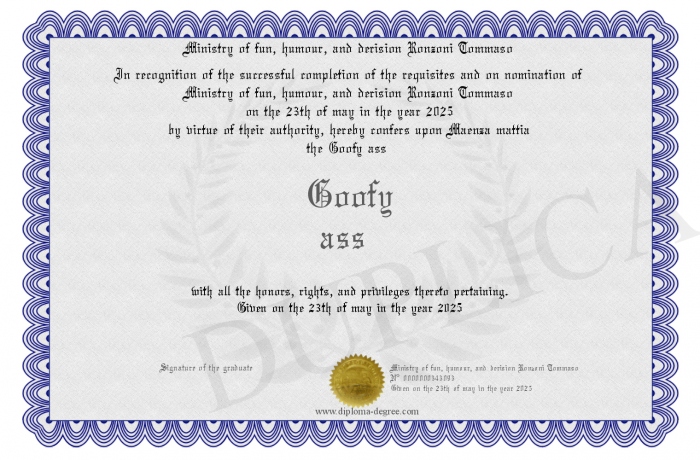 Ministry of fun, humour, and derision Ronzoni Tommaso
In recognition of the successful completion of the requisites and on nomination of
Ministry of fun, humour, and derision Ronzoni Tommaso
on the 23th of may in the year 2025
by virtue of their authority, hereby confers upon Maensa mattia
the Goofy ass
Goofy
ass
DUPLICA
with all the honors, rights, and privileges thereto pertaining.
Given on the 23th of may in the year 2025
Signature of the graduate
Ministry of fun, humour, and derision Ronzoni Tommaso
Given on the 23th of may in the year 2025
www.diploma-degree.com